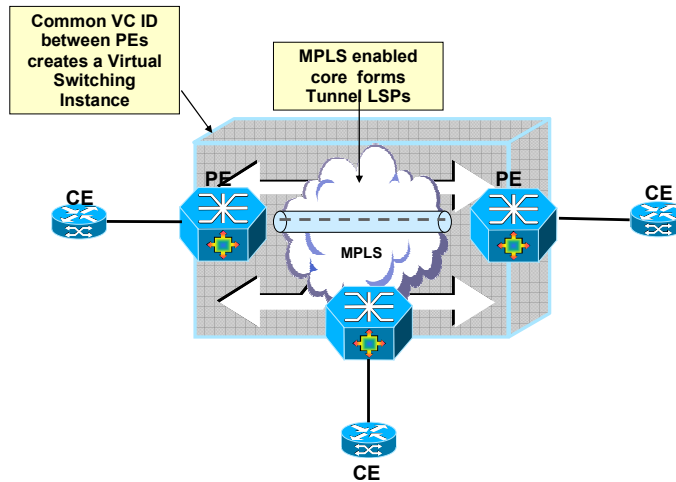 Common VC ID
between PEs
creates a Virtual
Switching
Instance
MPLS enabled
core forms
Tunnel LSPs
PE
PE
CE
CE
MPLS
CE